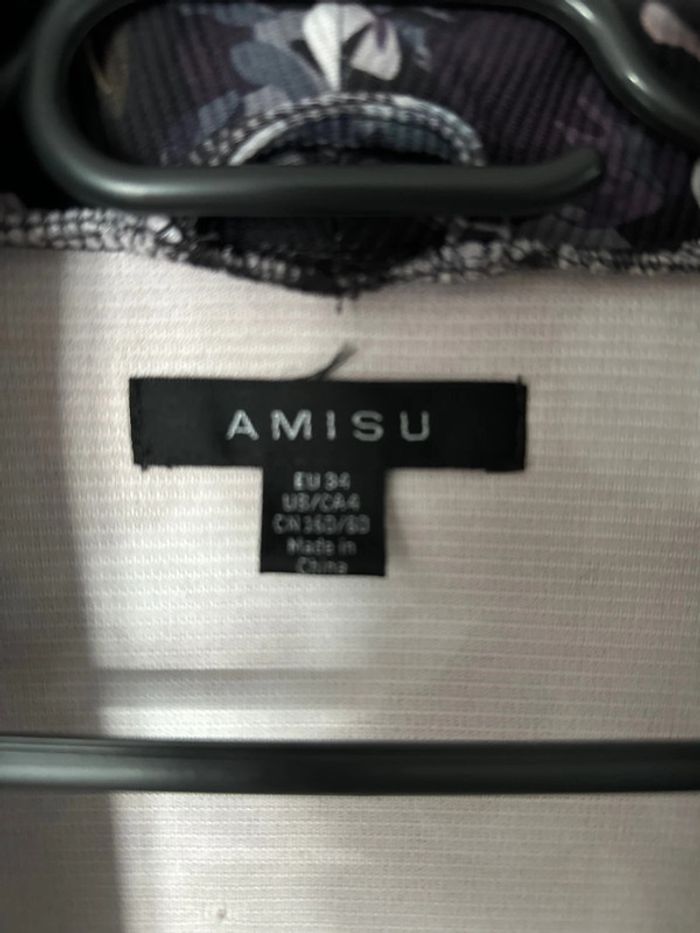 AMISU
EU 34
US/CA 4
CN 160/80
Made in
China